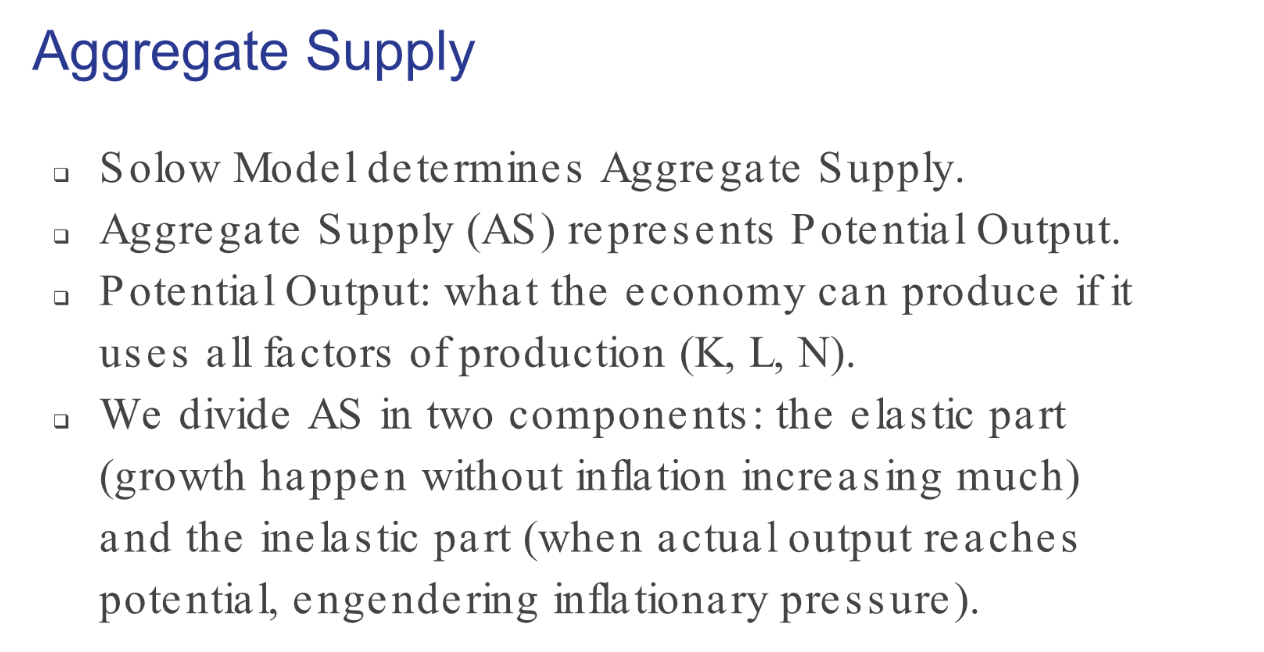 Aggregate Supply
Solow Model determines Aggregate Supply.
Aggregate Supply (AS) represents Potential Output.
Potential Output: what the economy can produce if it
uses all factors of production (K, L, N).
We divide AS in two components: the elastic part
(growth happen without inflation increasing much)
and the inelastic part (when actual output reaches
potential, engendering inflationary pressure).